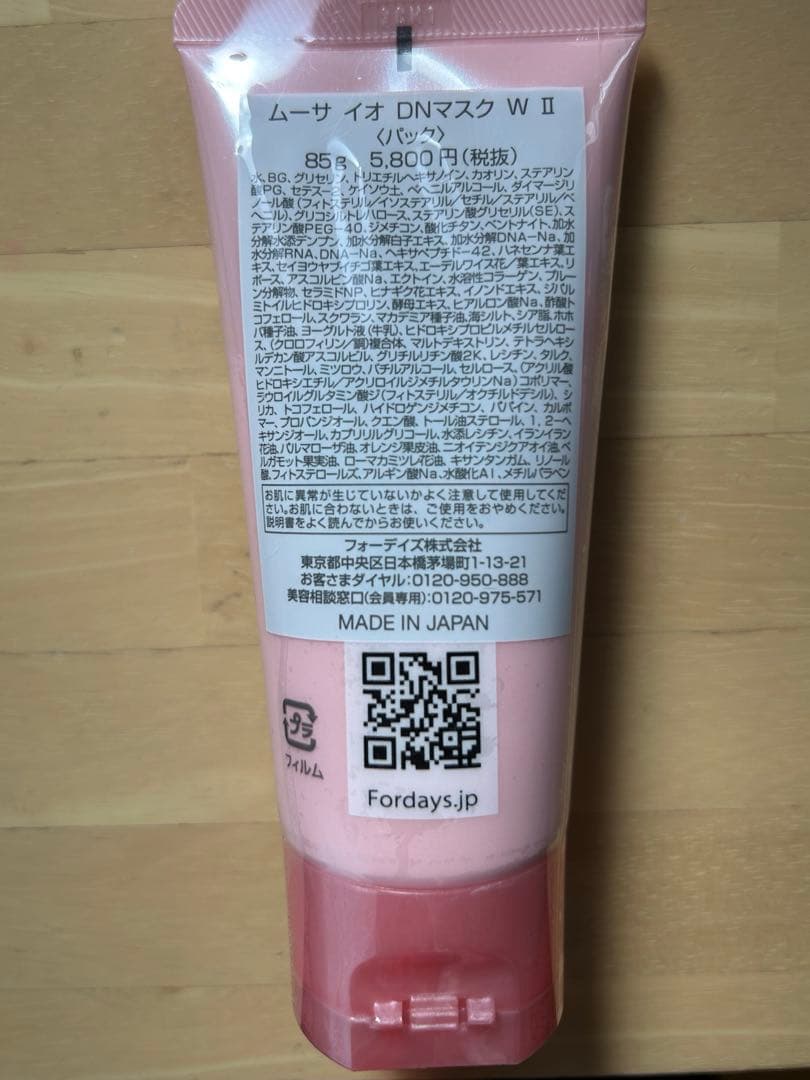 ムーサ イオ DNマスク W Ⅱ
〈パック〉
85g 5,800円(税抜)
水、BG、グリセリン、トリエチルヘキサノイン、カオリン、ステアリン
酸PG、セテス-2、ケイソウ土、ベヘニルアルコール、ダイマージリ
ノール酸(フィトステリル/イソステアリル/セチル/ステアリル/ベ
ヘニル)、グリコシルトレハロース、ステアリン酸グリセリル(SE)、ス
テアリン酸PEG-40、ジメチコン、酸化チタン、ベントナイト、加水
分解水添デンプン、加水分解白子エキス、加水分解DNA-Na、加
水分解RNA、DNA-Na、ヘキサペプチド-42、ハネセンナ葉エ
キス、セイヨウヤブイチゴ葉エキス、エーデルワイス花/葉エキス、リ
ボース、アスコルビン酸Na、エクトイン、水溶性コラーゲン、プルー
ン分解物、セラミドNP、ヒナギク花エキス、イノンドエキス、ジパル
ミトイルヒドロキシプロリン、酵母エキス、ヒアルロン酸Na、酢酸ト
コフェロール、スクワラン、マカデミア種子油、海シルト、シア脂、ホホ
バ種子油、ヨーグルト液(牛乳)、ヒドロキシプロピルメチルセルロー
ス、(クロロフィリン/銅)複合体、マルトデキストリン、テトラヘキシ
ルデカン酸アスコルビル、グリチルリチン酸2K、レシチン、タルク、
マンニトール、ミツロウ、バチルアルコール、セルロース、(アクリル酸
ヒドロキシエチル/アクリロイルジメチルタウリンNa)コポリマー、
ラウロイルグルタミン酸ジ(フィトステリル/オクチルドデシル)、シ
リカ、トコフェロール、ハイドロゲンジメチコン、パパイン、カルボ
マー、プロパンジオール、クエン酸、トール油ステロール、1,2-ヘ
キサンジオール、カプリリルグリコール、水添レシチン、イランイラン
花油、パルマローザ油、オレンジ果皮油、ニオイテンジクアオイ油、ベ
ルガモット果実油、ローマカミツレ花油、キサンタンガム、リノール
酸、フィトステロールズ、アルギン酸Na、水酸化Al、メチルパラベン
お肌に異常が生じていないかよく注意して使用してくだ
さい。お肌に合わないときは、ご使用をおやめください。
説明書をよく読んでからお使いください。
フォーデイズ株式会社
東京都中央区日本橋茅場町1-13-21
お客さまダイヤル:0120-950-888
美容相談窓口(会員専用):0120-975-571
MADE IN JAPAN
プラ
フィルム
Fordays.jp